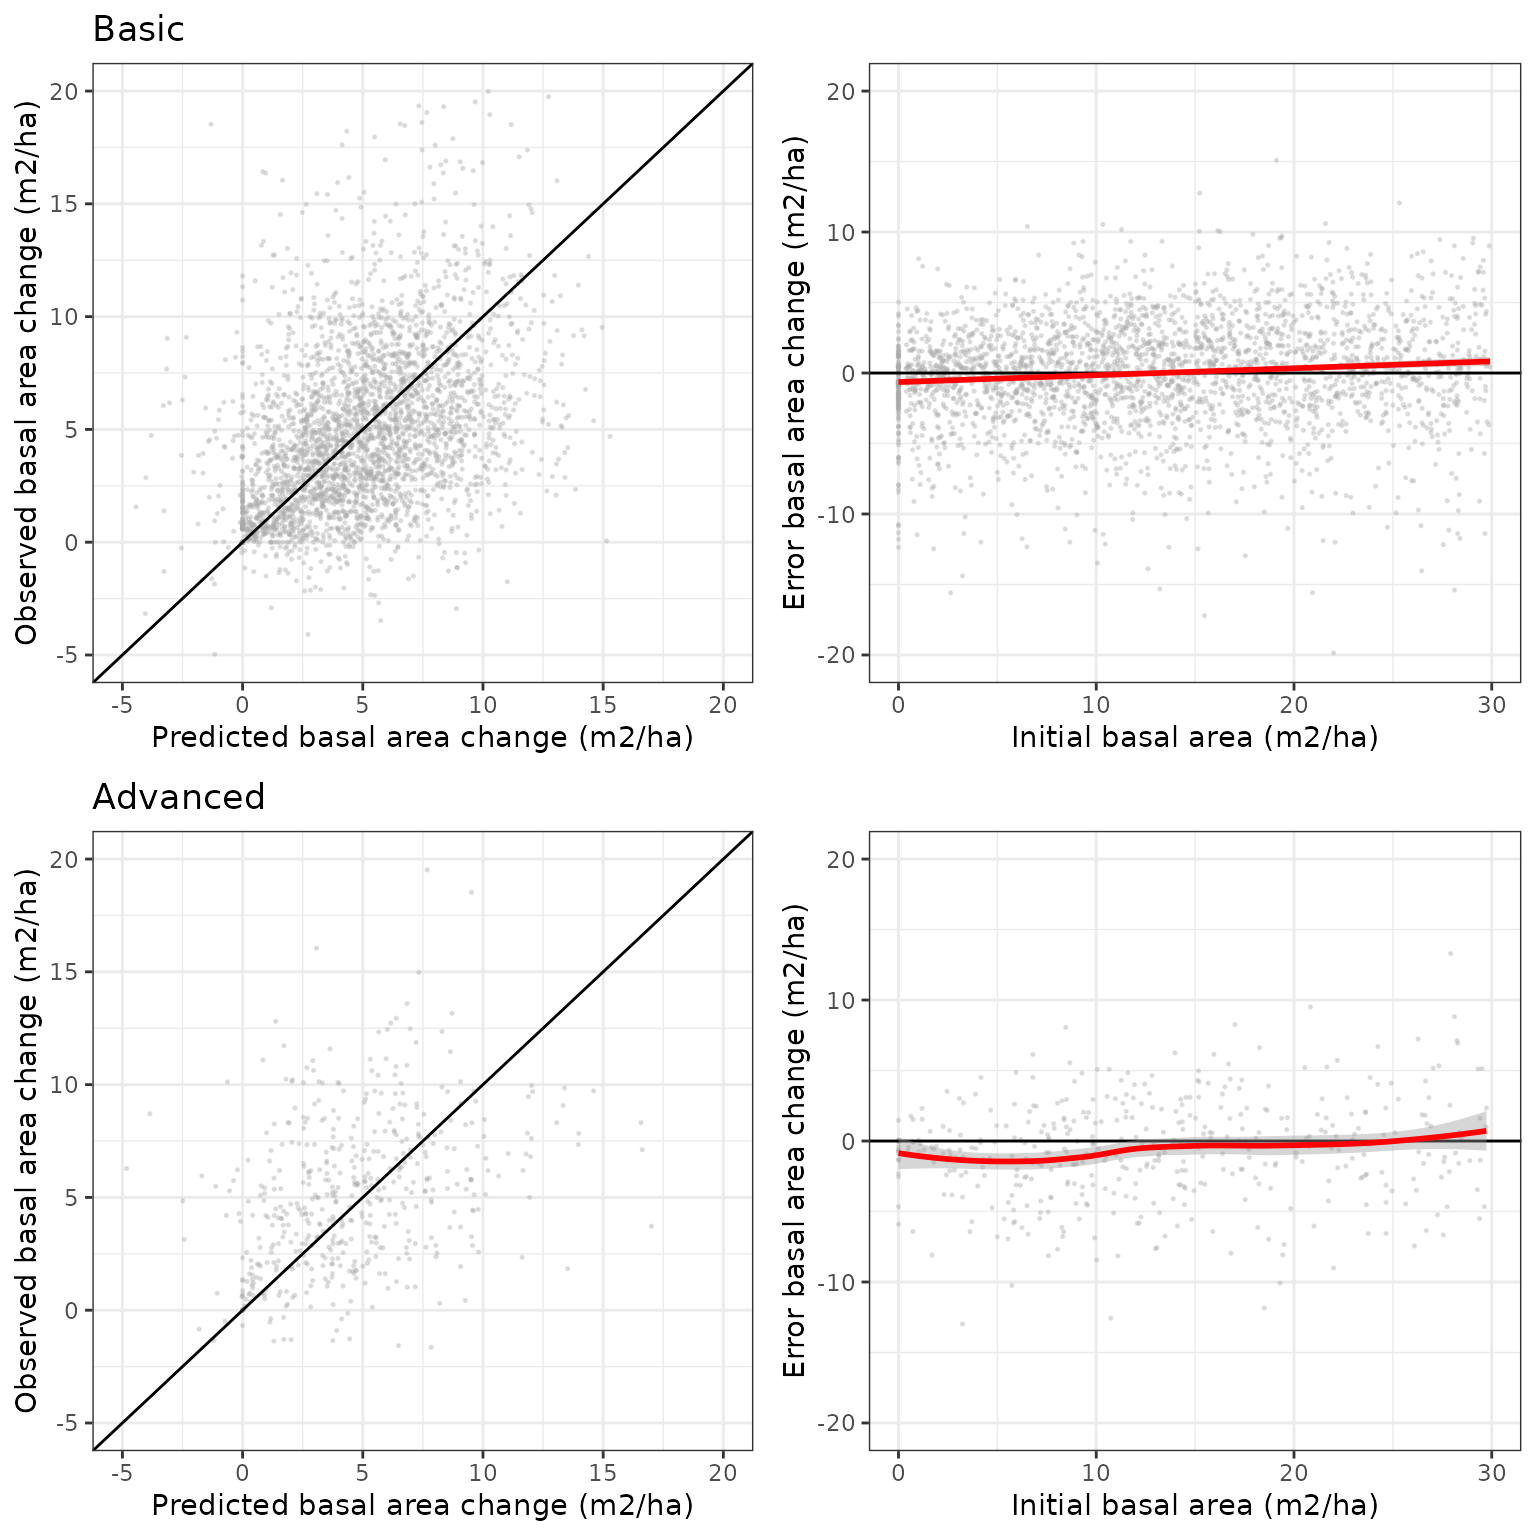 Basic
Observed basal area change (m2/ha)
20
15
10
5
0
-5
-5 0 5 10 15 20
Predicted basal area change (m2/ha)
Error basal area change (m2/ha)
20
10
0
-10
-20
0 10 20 30
Initial basal area (m2/ha)
Advanced
Observed basal area change (m2/ha)
20
15
10
5
0
-5
-5 0 5 10 15 20
Predicted basal area change (m2/ha)
Error basal area change (m2/ha)
20
10
0
-10
-20
0 10 20 30
Initial basal area (m2/ha)